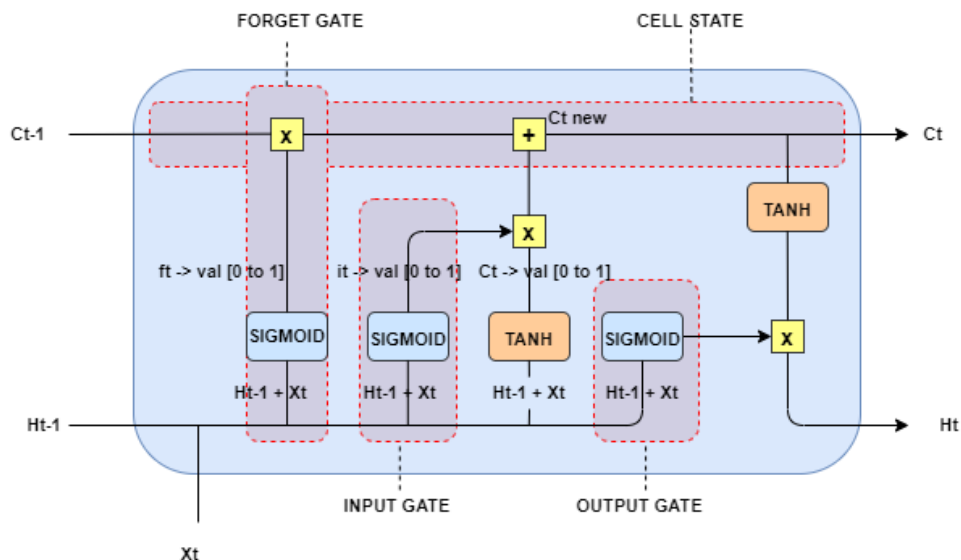 FORGET GATE
CELL STATE
Ct-1
X
+
Ct new
Ct
TANH
X
ft -> val [0 to 1]
it -> val [0 to 1]
Ct -> val [0 to 1]
SIGMOID
SIGMOID
TANH
SIGMOID
X
Ht-1 + Xt
Ht-1 + Xt
Ht-1 + Xt
Ht-1 + Xt
Ht-1
Ht
INPUT GATE
OUTPUT GATE
Xt